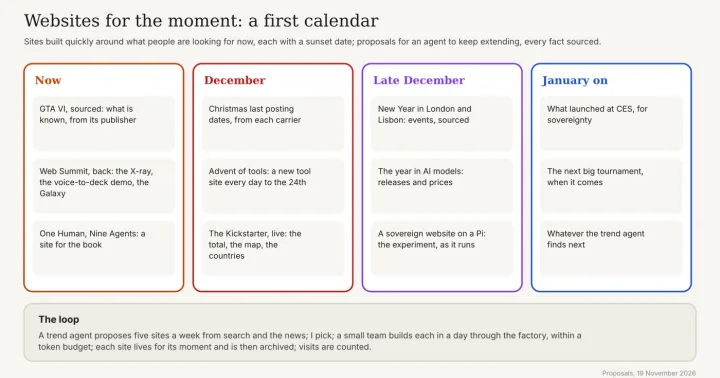 Websites for the moment: a first calendar
Sites built quickly around what people are looking for now, each with a sunset date; proposals for an agent to keep extending, every fact sourced.
Now
GTA VI, sourced: what is
known, from its publisher
Web Summit, back: the X-ray,
the voice-to-deck demo, the
Galaxy
One Human, Nine Agents: a
site for the book
December
Christmas last posting
dates, from each carrier
Advent of tools: a new tool
site every day to the 24th
The Kickstarter, live: the
total, the map, the
countries
Late December
New Year in London and
Lisbon: events, sourced
The year in AI models:
releases and prices
A sovereign website on a Pi:
the experiment, as it runs
January on
What launched at CES, for
sovereignty
The next big tournament,
when it comes
Whatever the trend agent
finds next
The loop
A trend agent proposes five sites a week from search and the news; I pick; a small team builds each in a day through the factory, within a
token budget; each site lives for its moment and is then archived; visits are counted.
Proposals, 19 November 2026